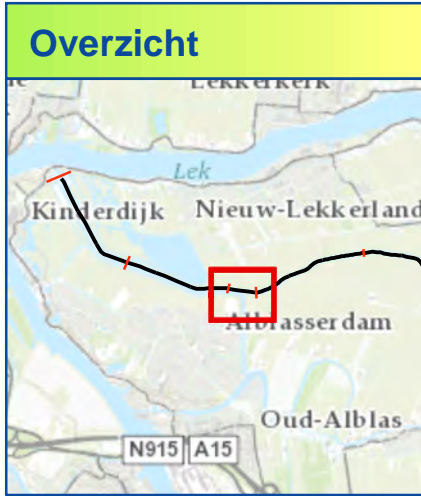 Overzicht
Lekkerkerk
Lek
Kinderdijk
Nieuw-Lekkerland
Alblasserdam
Oud-Alblas
N915
A15